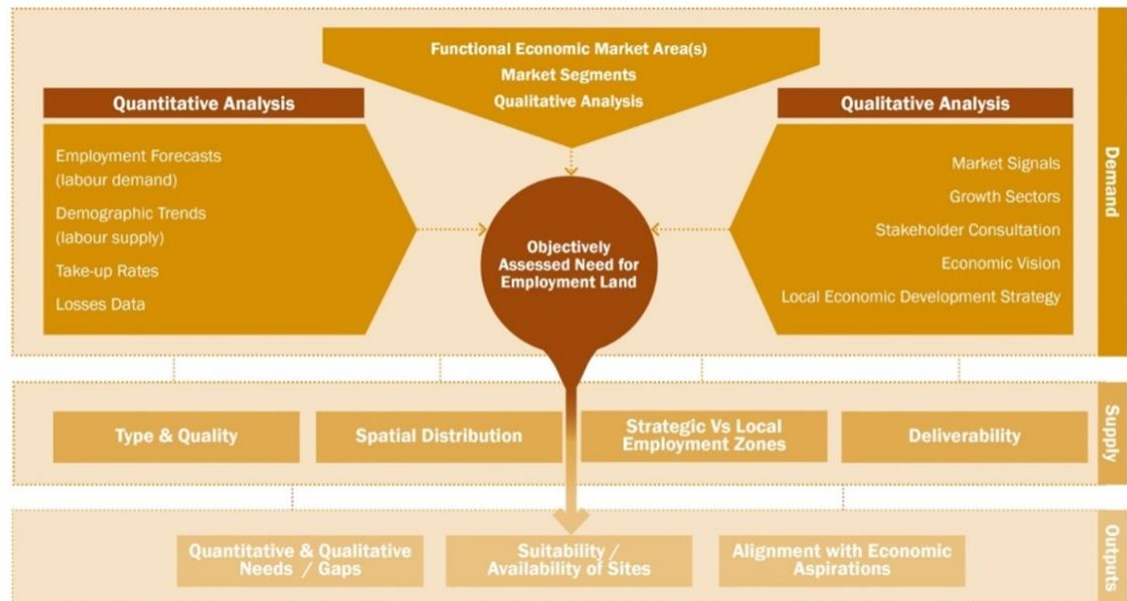 Functional Economic Market Area(s)
Market Segments
Qualitative Analysis
Quantitative Analysis
Employment Forecasts
(labour demand)
Demographic Trends
(labour supply)
Take-up Rates
Losses Data
Qualitative Analysis
Market Signals
Growth Sectors
Stakeholder Consultation
Economic Vision
Local Economic Development Strategy
Objectively
Assessed Need for
Employment Land
Demand
Type & Quality
Spatial Distribution
Strategic Vs Local
Employment Zones
Deliverability
Supply
Quantitative & Qualitative
Needs / Gaps
Suitability /
Availability of Sites
Alignment with Economic
Aspirations
Outputs